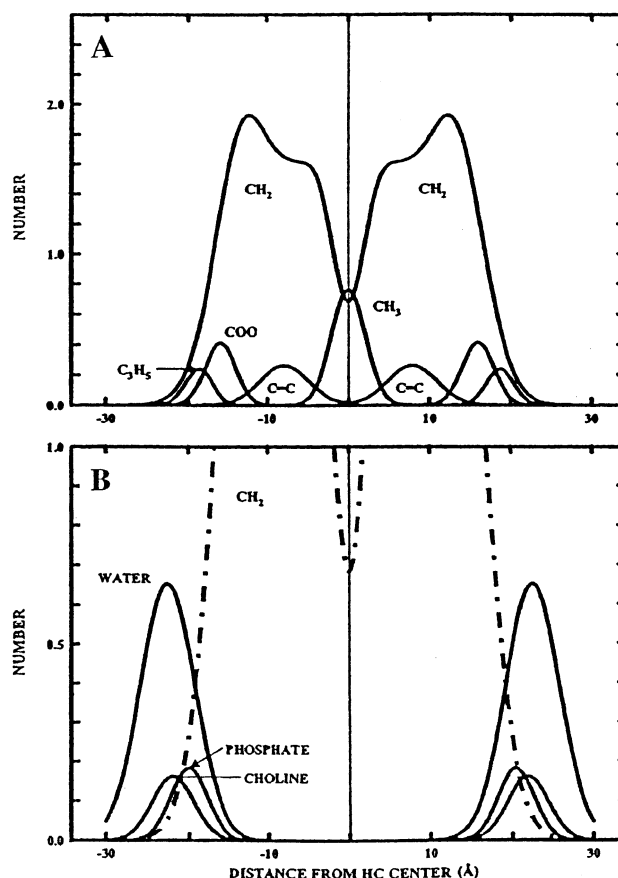 A
NUMBER
2.0
1.0
0.0
CH2
CH2
CH3
COO
C3H5
C=C
C=C
-30
-10
10
30
B
NUMBER
1.0
0.5
0.0
CH2
WATER
PHOSPHATE
CHOLINE
-30
-10
10
30
DISTANCE FROM HC CENTER (Å)